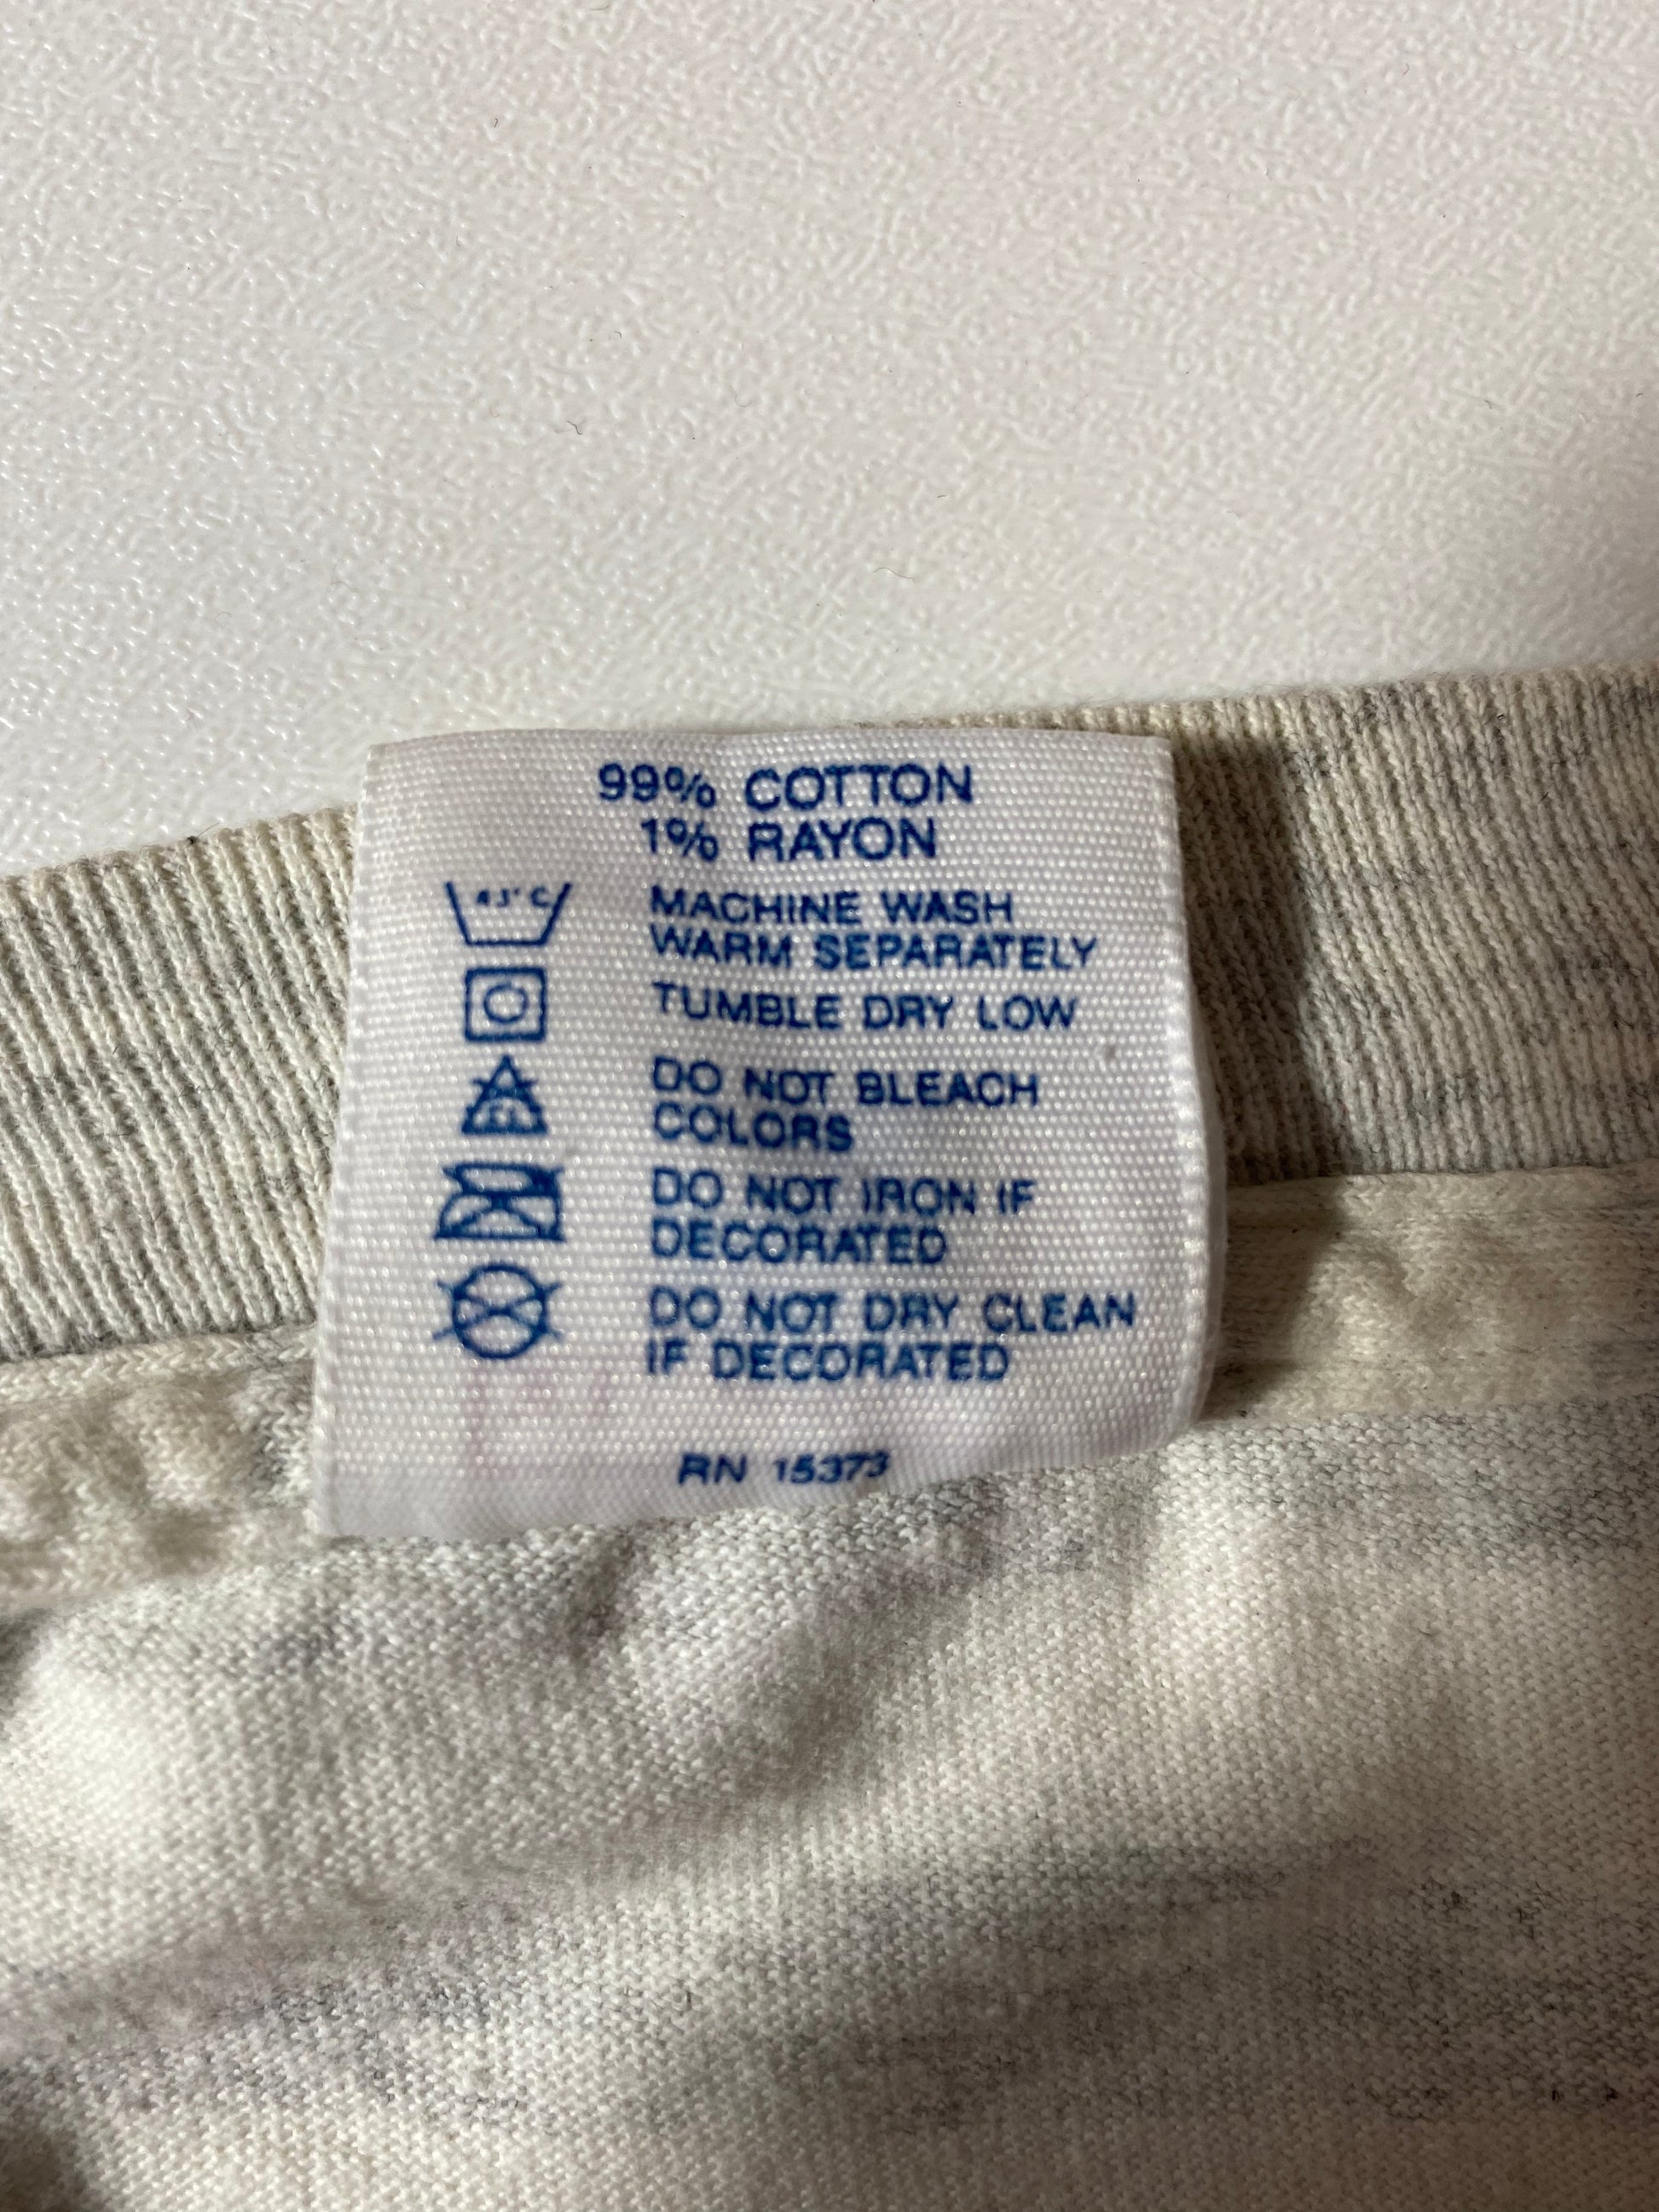 99% COTTON
1% RAYON
MACHINE WASH
WARM SEPARATELY
TUMBLE DRY LOW
DO NOT BLEACH
COLORS
DO NOT IRON IF
DECORATED
DO NOT DRY CLEAN
IF DECORATED
RN 15373